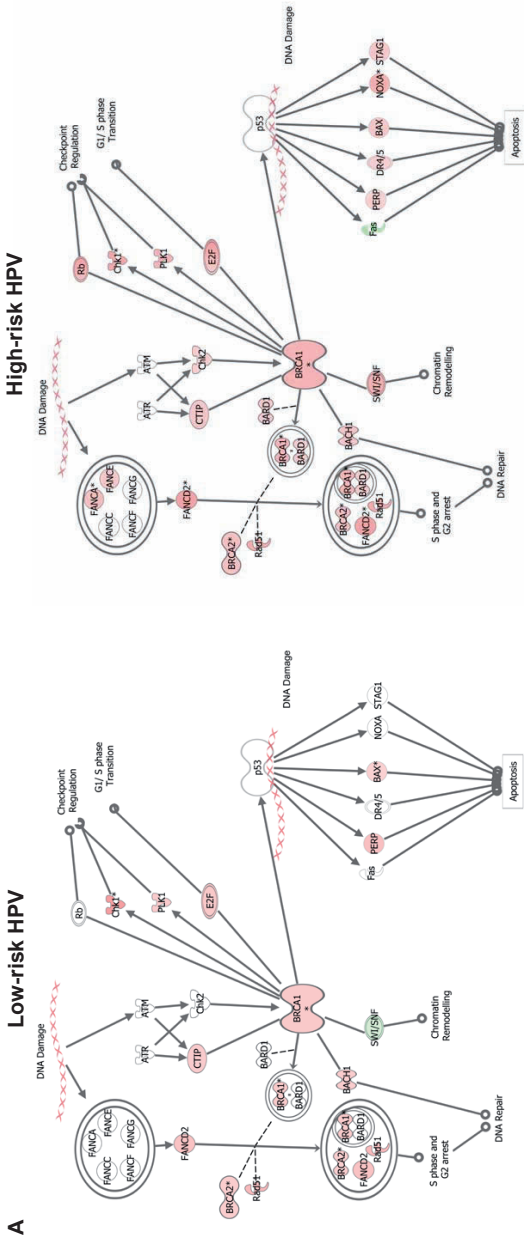 A
Low-risk HPV
DNA Damage
FANCA
FANCE
FANCC
FANCG
FANCF
FANCD2
ATR
ATM
CTIP
Chk2
Rb
Checkpoint
Regulation
Chk1*
PLK1
G1/ S phase
Transition
E2F
BRCA2*
Rad51
BRCA1*
*
BARD1
BARD1
BRCA1
*
BRCA2*
BRCA1*
BARD1
FANCD2
Rad51
BACH1
SWI/SNF
S phase and
G2 arrest
DNA Repair
Chromatin
Remodelling
p53
DNA Damage
Fas
PERP
DR4/5
BAX*
NOXA
STAG1
Apoptosis
High-risk HPV
DNA Damage
FANCA*
FANCE
FANCC
FANCG
FANCF
FANCD2*
ATR
ATM
CTIP
Chk2
Rb
Checkpoint
Regulation
Chk1*
PLK1
G1/ S phase
Transition
E2F
BRCA2*
Rad51
BRCA1*
*
BARD1
BARD1
BRCA1
*
BRCA2*
BRCA1*
BARD1
FANCD2*
Rad51
BACH1
SWI/SNF
S phase and
G2 arrest
DNA Repair
Chromatin
Remodelling
p53
DNA Damage
Fas
PERP
DR4/5
BAX
NOXA*
STAG1
Apoptosis